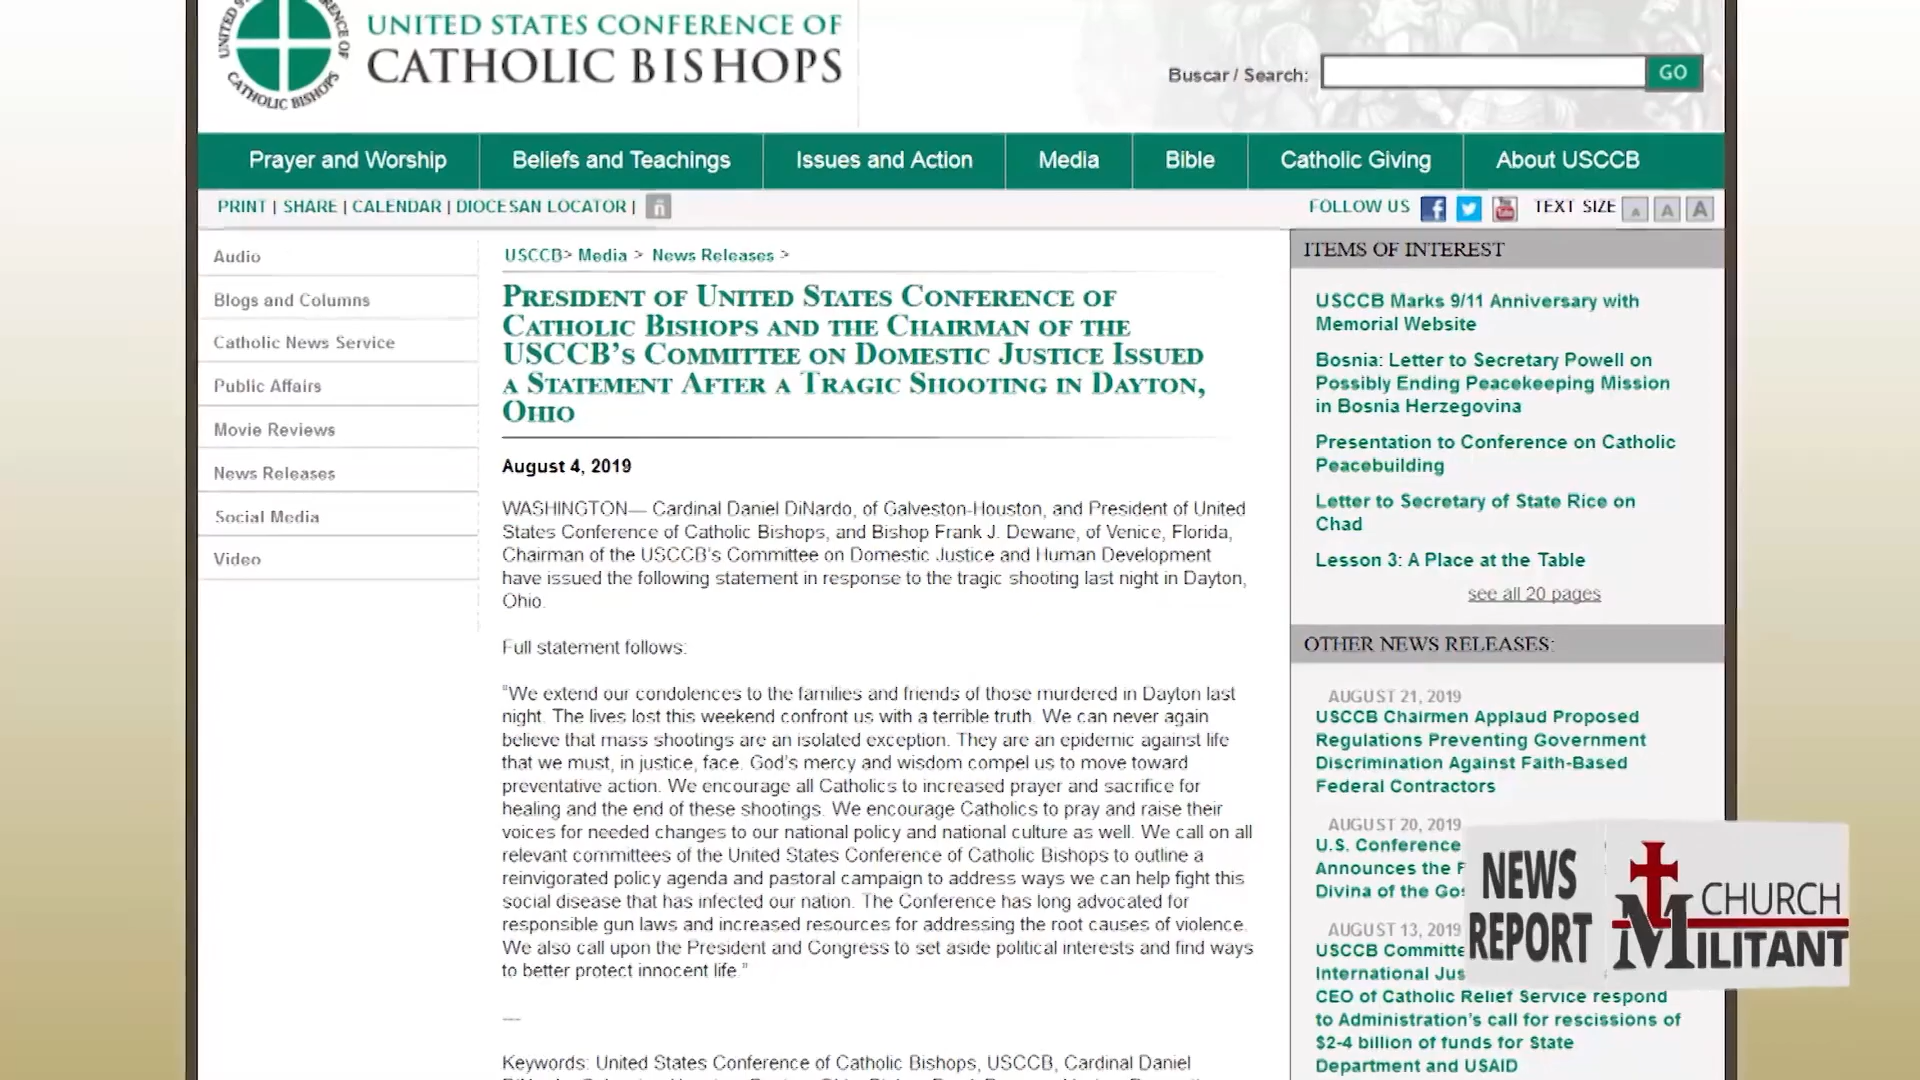 UNITED STATES CONFERENCE OF
CATHOLIC BISHOPS
CATHOLIC BISHOPS
Buscar / Search:
GO
Prayer and Worship
Beliefs and Teachings
Issues and Action
Media
Bible
Catholic Giving
About USCCB
PRINT | SHARE | CALENDAR | DIOCESAN LOCATOR | ñ
FOLLOW US
TEXT SIZE A A A
Audio
Blogs and Columns
Catholic News Service
Public Affairs
Movie Reviews
News Releases
Social Media
Video
USCCB> Media > News Releases >
PRESIDENT OF UNITED STATES CONFERENCE OF
CATHOLIC BISHOPS AND THE CHAIRMAN OF THE
USCCB'S COMMITTEE ON DOMESTIC JUSTICE ISSUED
A STATEMENT AFTER A TRAGIC SHOOTING IN DAYTON,
OHIO
August 4, 2019
WASHINGTON— Cardinal Daniel DiNardo, of Galveston-Houston, and President of United
States Conference of Catholic Bishops, and Bishop Frank J. Dewane, of Venice, Florida,
Chairman of the USCCB's Committee on Domestic Justice and Human Development
have issued the following statement in response to the tragic shooting last night in Dayton,
Ohio.
Full statement follows:
"We extend our condolences to the families and friends of those murdered in Dayton last
night. The lives lost this weekend confront us with a terrible truth. We can never again
believe that mass shootings are an isolated exception. They are an epidemic against life
that we must, in justice, face. God's mercy and wisdom compel us to move toward
preventative action. We encourage all Catholics to increased prayer and sacrifice for
healing and the end of these shootings. We encourage Catholics to pray and raise their
voices for needed changes to our national policy and national culture as well. We call on all
relevant committees of the United States Conference of Catholic Bishops to outline a
reinvigorated policy agenda and pastoral campaign to address ways we can help fight this
social disease that has infected our nation. The Conference has long advocated for
responsible gun laws and increased resources for addressing the root causes of violence.
We also call upon the President and Congress to set aside political interests and find ways
to better protect innocent life."
---
Keywords: United States Conference of Catholic Bishops, USCCB, Cardinal Daniel
ITEMS OF INTEREST
USCCB Marks 9/11 Anniversary with
Memorial Website
Bosnia: Letter to Secretary Powell on
Possibly Ending Peacekeeping Mission
in Bosnia Herzegovina
Presentation to Conference on Catholic
Peacebuilding
Letter to Secretary of State Rice on
Chad
Lesson 3: A Place at the Table
see all 20 pages
OTHER NEWS RELEASES:
AUGUST 21, 2019
USCCB Chairmen Applaud Proposed
Regulations Preventing Government
Discrimination Against Faith-Based
Federal Contractors
AUGUST 20, 2019
U.S. Conference
Announces the
Divina of the
AUGUST 13, 2019
USCCB
International
CEO of Catholic Relief Service respond
to Administration's call for rescissions of
$2-4 billion of funds for State
Department and USAID
NEWS
REPORT
CHURCH
MILITANT